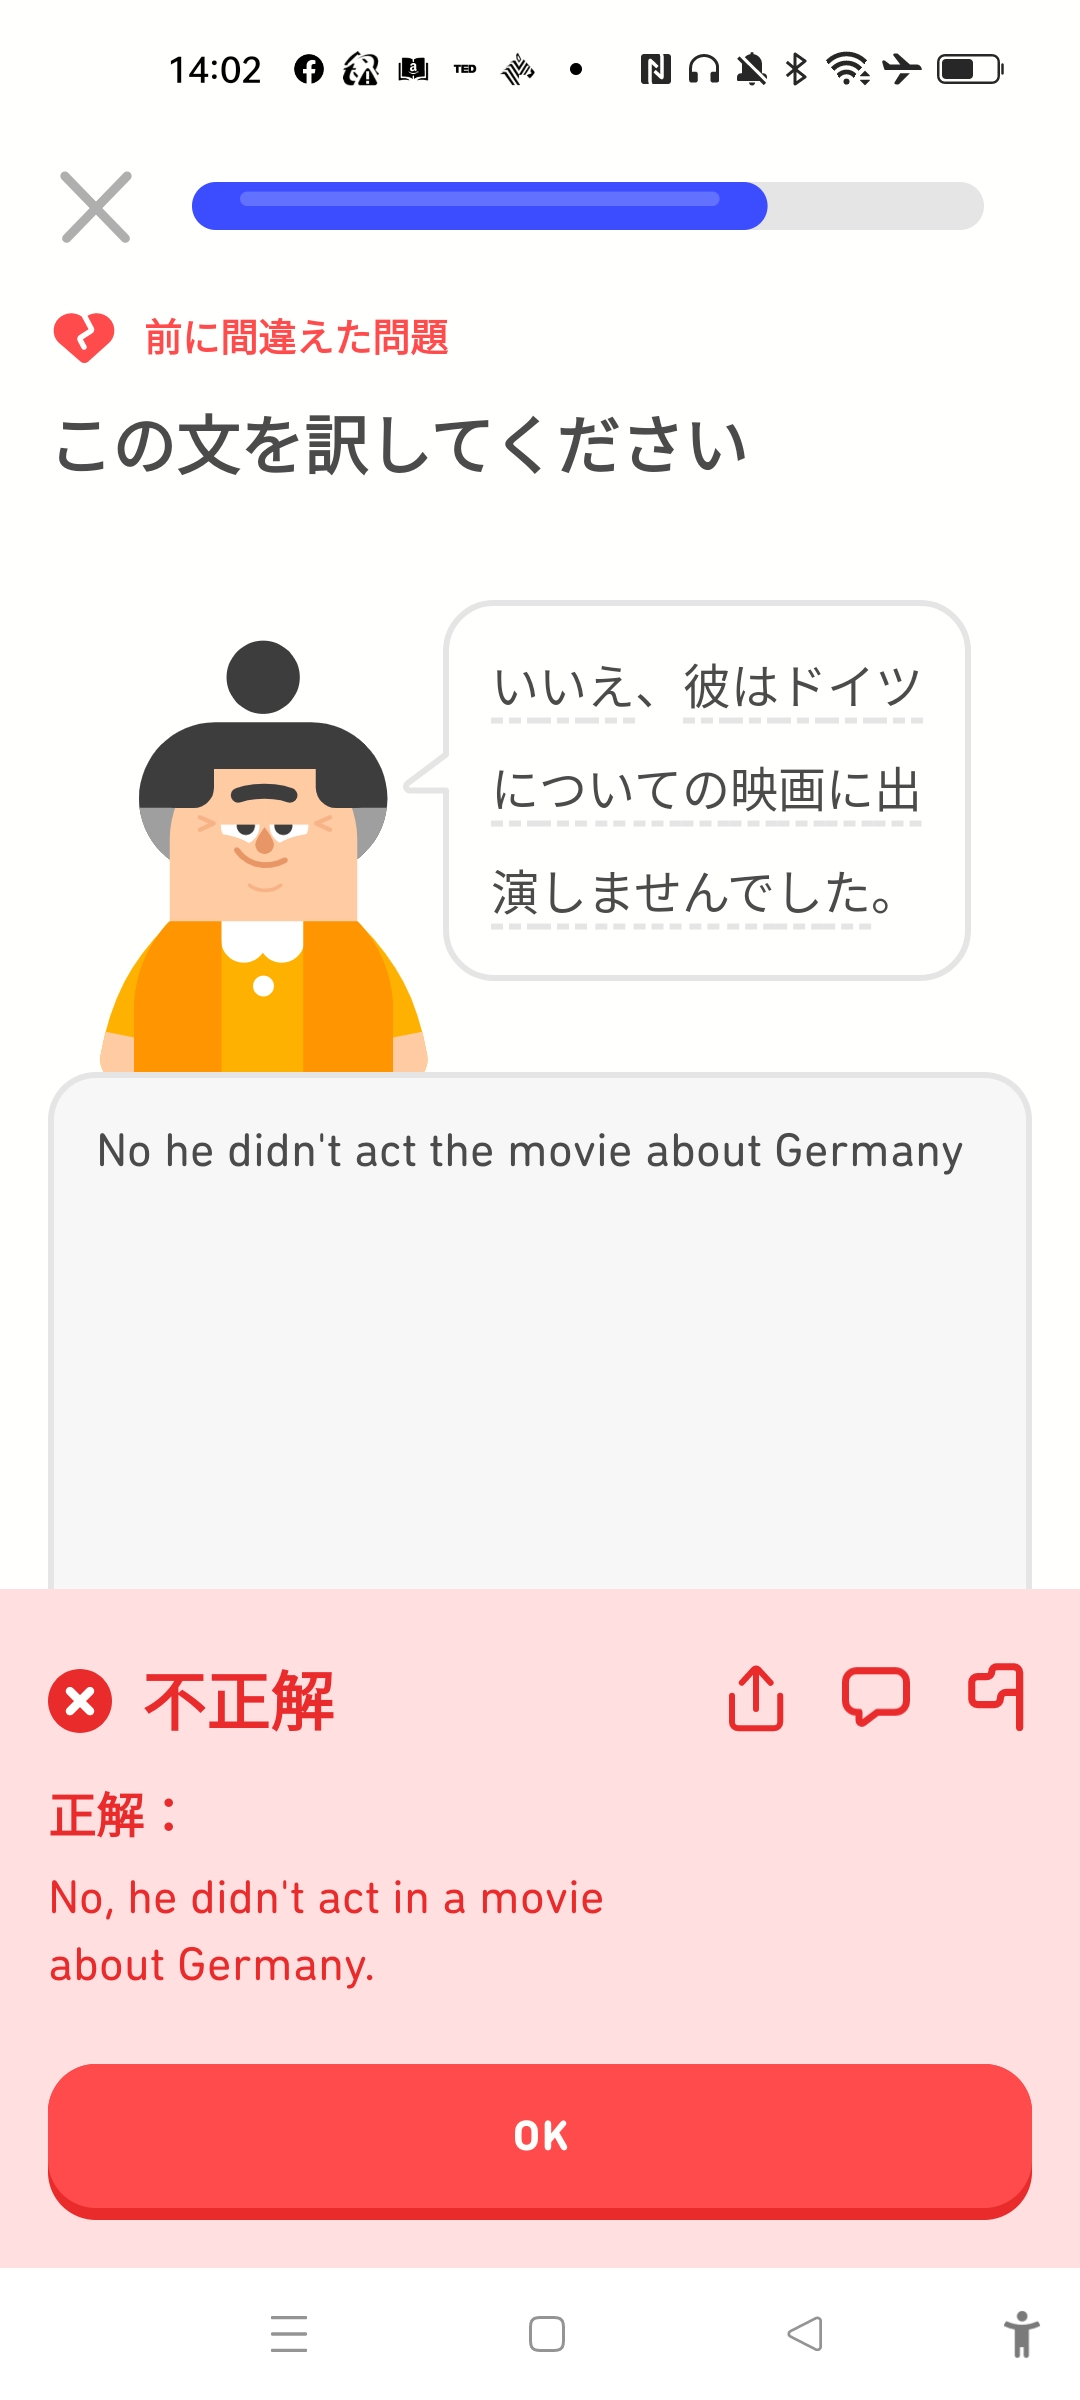 14:02 TED
前に間違えた問題
この文を訳してください
いいえ、彼はドイツ
についての映画に出
演しませんでした。
No he didn't act the movie about Germany
不正解
正解：
No, he didn't act in a movie
about Germany.
OK